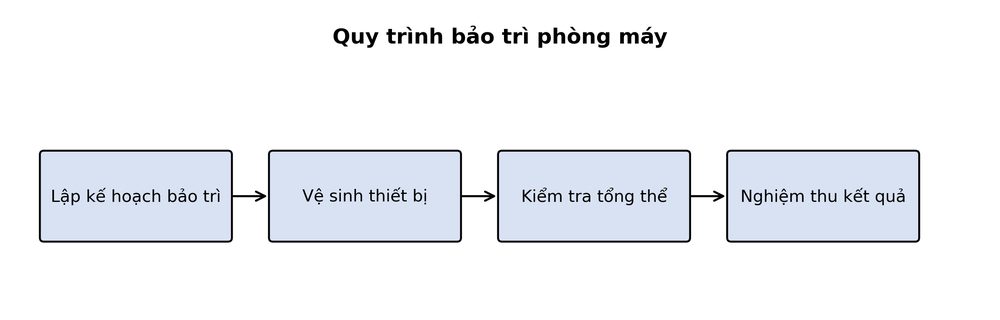 Quy trình bảo trì phòng máy
Lập kế hoạch bảo trì
Vệ sinh thiết bị
Kiểm tra tổng thể
Nghiệm thu kết quả